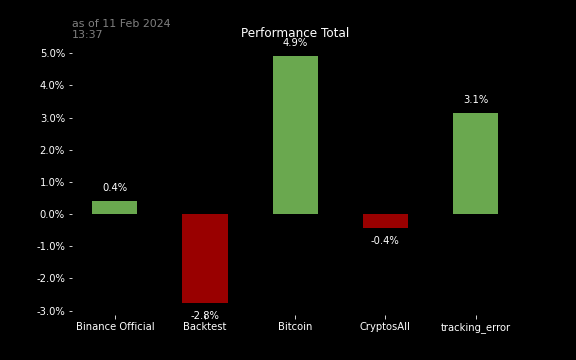 as of 11 Feb 2024
13:37
Performance Total
5.0%
4.0%
3.0%
2.0%
1.0%
0.0%
-1.0%
-2.0%
-3.0%
0.4%
-2.8%
4.9%
-0.4%
3.1%
Binance Official
Backtest
Bitcoin
CryptosAll
tracking_error